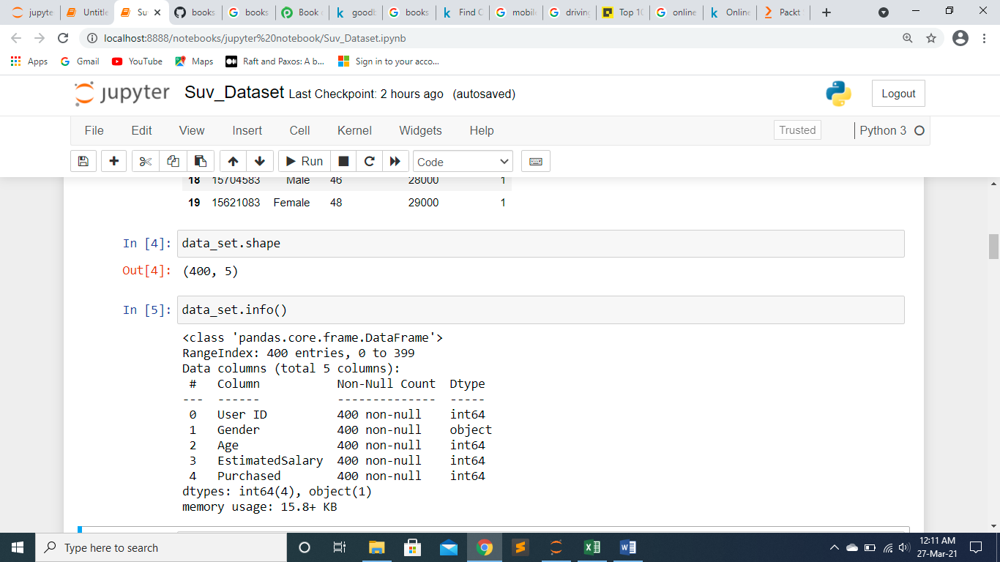 jupyte
Untitle
Suv
books
books
Book
goodb
books
Find C
mobil
driving
Top 10
online
Online
Packt
localhost:8888/notebooks/jupyter%20notebook/Suv_Dataset.ipynb
Apps
Gmail
YouTube
Maps
Raft and Paxos: A b...
Sign in to your acco...
jupyter Suv_Dataset Last Checkpoint: 2 hours ago (autosaved)
Logout
File Edit View Insert Cell Kernel Widgets Help
Trusted
Python 3
Run
Code
18 15704583 Male 46 28000 1
19 15621083 Female 48 29000 1
In [4]: data_set.shape
Out[4]: (400, 5)
In [5]: data_set.info()
<class 'pandas.core.frame.DataFrame'>
RangeIndex: 400 entries, 0 to 399
Data columns (total 5 columns):
# Column Non-Null Count Dtype
--- ------ -------------- -----
0 User ID 400 non-null int64
1 Gender 400 non-null object
2 Age 400 non-null int64
3 EstimatedSalary 400 non-null int64
4 Purchased 400 non-null int64
dtypes: int64(4), object(1)
memory usage: 15.8+ KB
Type here to search
12:11 AM
27-Mar-21